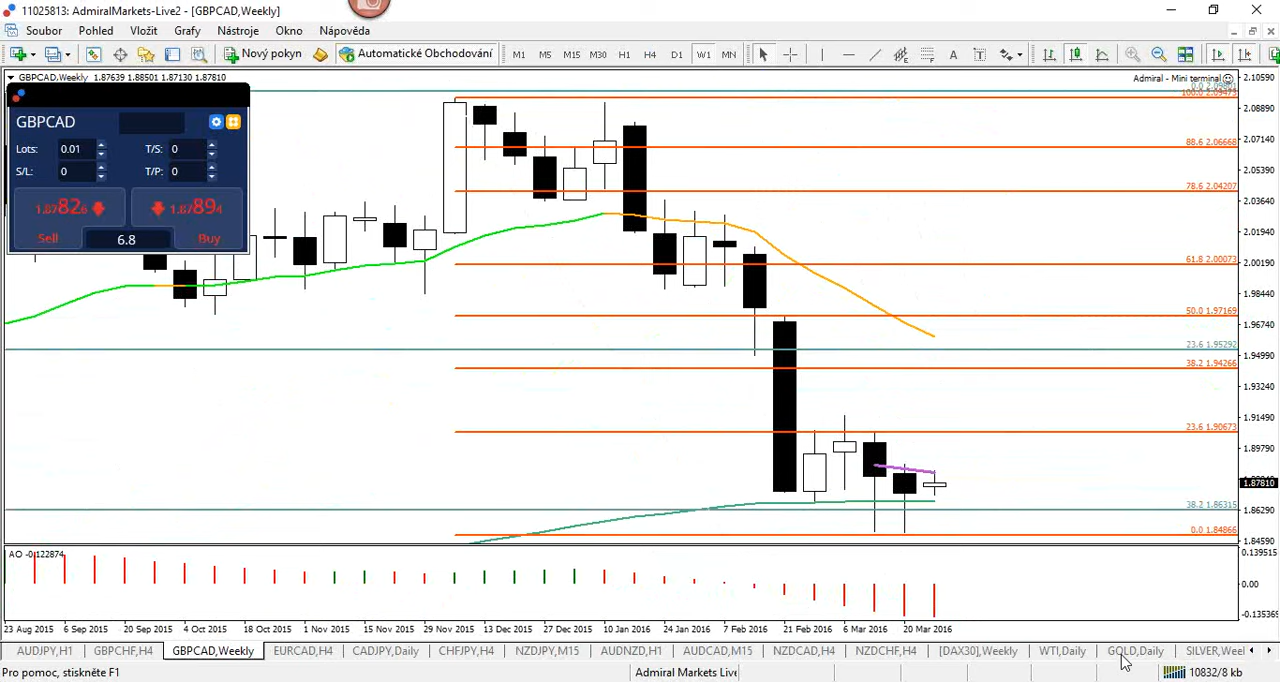 11025813: AdmiralMarkets-Live2 - [GBPCAD,Weekly]
Soubor Pohled Vložit Grafy Nástroje Okno Nápověda
Nový pokyn Automatické Obchodování M1 M5 M15 M30 H1 H4 D1 W1 MN
GBPCAD,Weekly 1.87639 1.88501 1.87130 1.87810
Admiral - Mini terminal
GBPCAD
Lots: 0.01 T/S: 0
S/L: 0 T/P: 0
1.87826 1.87894
Sell 6.8 Buy
2.10590
100.0 2.09473
2.08890
88.6 2.06668
2.07140
78.6 2.04207
2.05390
2.03640
2.01940
61.8 2.00073
2.00190
1.98440
50.0 1.97169
1.96740
23.6 1.95292
1.94990
38.2 1.94266
1.93240
23.6 1.90673
1.91490
1.89790
1.87810
38.2 1.86315
1.86290
0.0 1.84866
1.84590
AO -0.122874
0.139515
0.00
-0.135369
23 Aug 2015 6 Sep 2015 20 Sep 2015 4 Oct 2015 18 Oct 2015 1 Nov 2015 15 Nov 2015 29 Nov 2015 13 Dec 2015 27 Dec 2015 10 Jan 2016 24 Jan 2016 7 Feb 2016 21 Feb 2016 6 Mar 2016 20 Mar 2016
AUDJPY,H1 GBPCHF,H4 GBPCAD,Weekly EURCAD,H4 CADJPY,Daily CHFJPY,H4 NZDJPY,M15 AUDNZD,H1 AUDCAD,M15 NZDCAD,H4 NZDCHF,H4 [DAX30],Weekly WTI,Daily GOLD,Daily SILVER,Weel
Pro pomoc, stiskněte F1 Admiral Markets Live 10832/8 kb